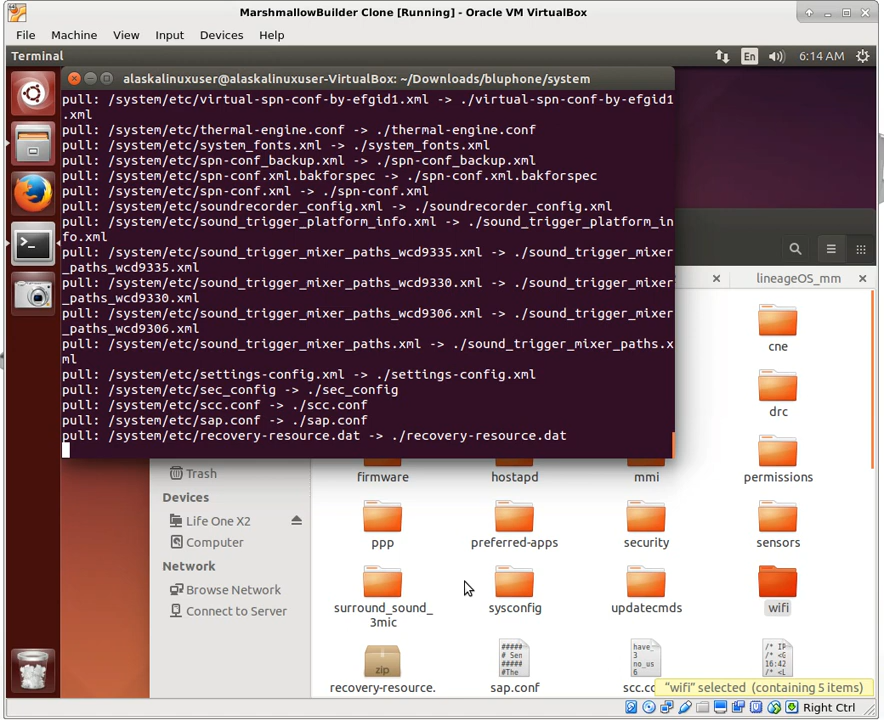 MarshmallowBuilder Clone [Running] - Oracle VM VirtualBox
File Machine View Input Devices Help
Terminal En 6:14 AM
alaskalinuxuser@alaskalinuxuser-VirtualBox: ~/Downloads/bluphone/system
pull: /system/etc/virtual-spn-conf-by-efgid1.xml -> ./virtual-spn-conf-by-efgid1
.xml
pull: /system/etc/thermal-engine.conf -> ./thermal-engine.conf
pull: /system/etc/system_fonts.xml -> ./system_fonts.xml
pull: /system/etc/spn-conf_backup.xml -> ./spn-conf_backup.xml
pull: /system/etc/spn-conf.xml.bakforspec -> ./spn-conf.xml.bakforspec
pull: /system/etc/spn-conf.xml -> ./spn-conf.xml
pull: /system/etc/soundrecorder_config.xml -> ./soundrecorder_config.xml
pull: /system/etc/sound_trigger_platform_info.xml -> ./sound_trigger_platform_in
fo.xml
pull: /system/etc/sound_trigger_mixer_paths_wcd9335.xml -> ./sound_trigger_mixer
_paths_wcd9335.xml
pull: /system/etc/sound_trigger_mixer_paths_wcd9330.xml -> ./sound_trigger_mixer
_paths_wcd9330.xml
pull: /system/etc/sound_trigger_mixer_paths_wcd9306.xml -> ./sound_trigger_mixer
_paths_wcd9306.xml
pull: /system/etc/sound_trigger_mixer_paths.xml -> ./sound_trigger_mixer_paths.x
ml
pull: /system/etc/settings-config.xml -> ./settings-config.xml
pull: /system/etc/sec_config -> ./sec_config
pull: /system/etc/scc.conf -> ./scc.conf
pull: /system/etc/sap.conf -> ./sap.conf
pull: /system/etc/recovery-resource.dat -> ./recovery-resource.dat
lineageOS_mm
cne
drc
Trash
Devices
Life One X2
Computer
Network
Browse Network
Connect to Server
firmware hostapd mmi permissions
ppp preferred-apps security sensors
surround_sound_
3mic
sysconfig updatecmds wifi
zip
#####
# Sen
#####
#The
have_
3
no_us
6
/* IP
/* <G
16:42
/* <L
recovery-resource. sap.conf
"wifi" selected (containing 5 items)
Right Ctrl